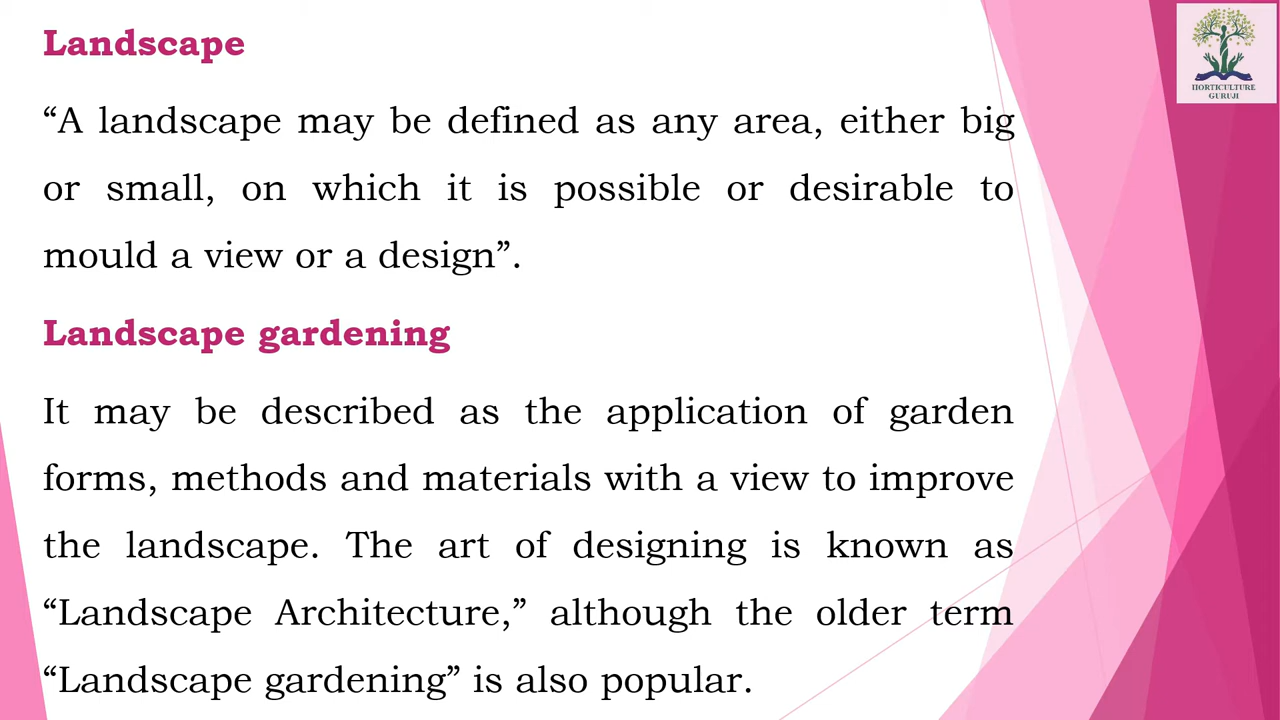 Landscape
“A landscape may be defined as any area, either big
or small, on which it is possible or desirable to
mould a view or a design”.
Landscape gardening
It may be described as the application of garden
forms, methods and materials with a view to improve
the landscape. The art of designing is known as
“Landscape Architecture,” although the older term
“Landscape gardening” is also popular.
HORTICULTURE
GURUJI